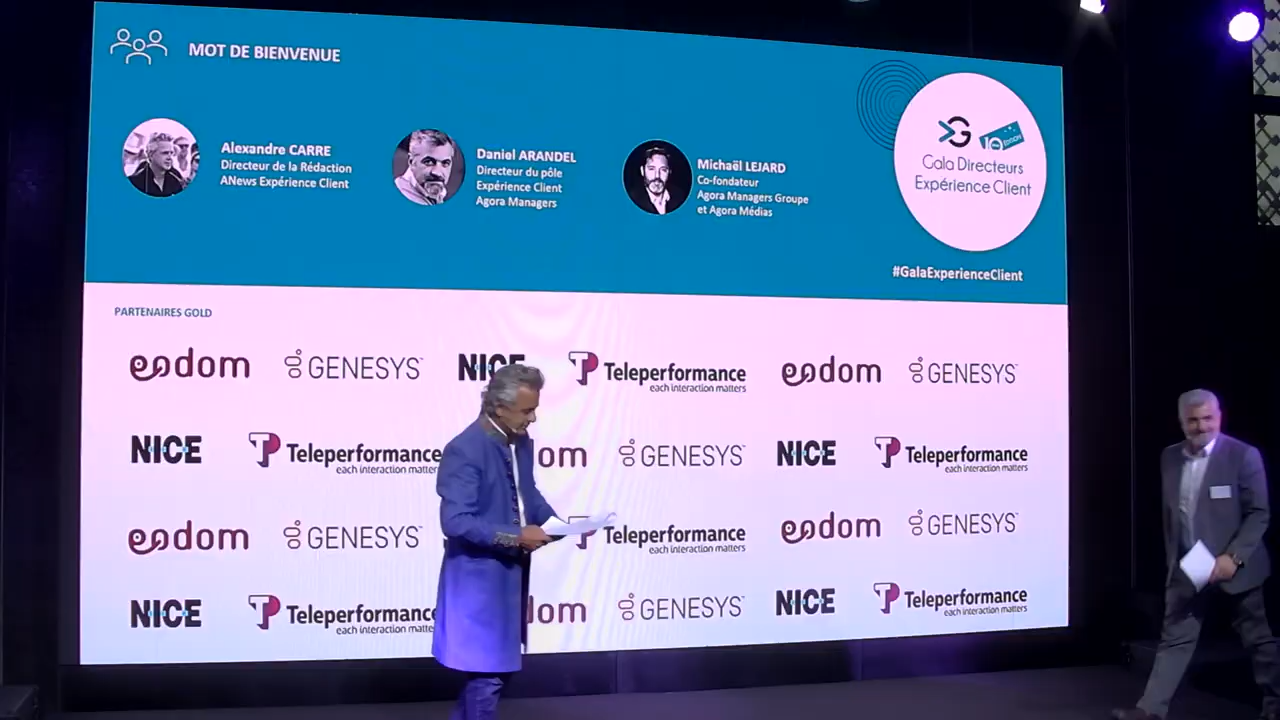 MOT DE BIENVENUE
Alexandre CARRE
Directeur de la Rédaction
ANews Expérience Client
Daniel ARANDEL
Directeur du pôle
Expérience Client
Agora Managers
Michaël LEJARD
Co-fondateur
Agora Managers Groupe
et Agora Médias
Gala Directeurs
Expérience Client
#GalaExperienceClient
PARTENAIRES GOLD
eodom GENESYS NICE Teleperformance eodom GENESYS
each interaction matters
NICE Teleperformance dom GENESYS NICE Teleperformance
each interaction matters each interaction matters
eodom GENESYS Teleperformance eodom GENESYS
each interaction matters
NICE Teleperformance dom GENESYS NICE Teleperformance
each interaction matte each interaction matters